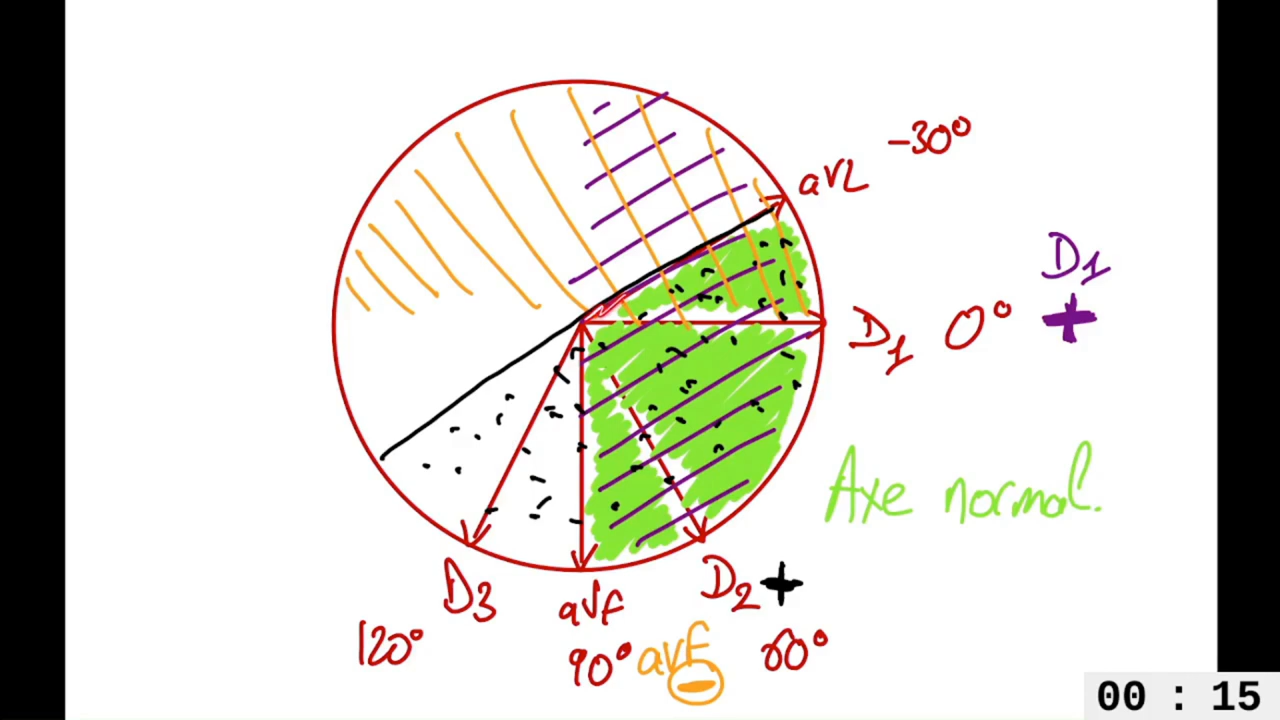 -30°
aVL
D1
+
D1 0°
Axe normal.
D3 aVf D2 +
120° 90° aVF 60°
-
00 : 15